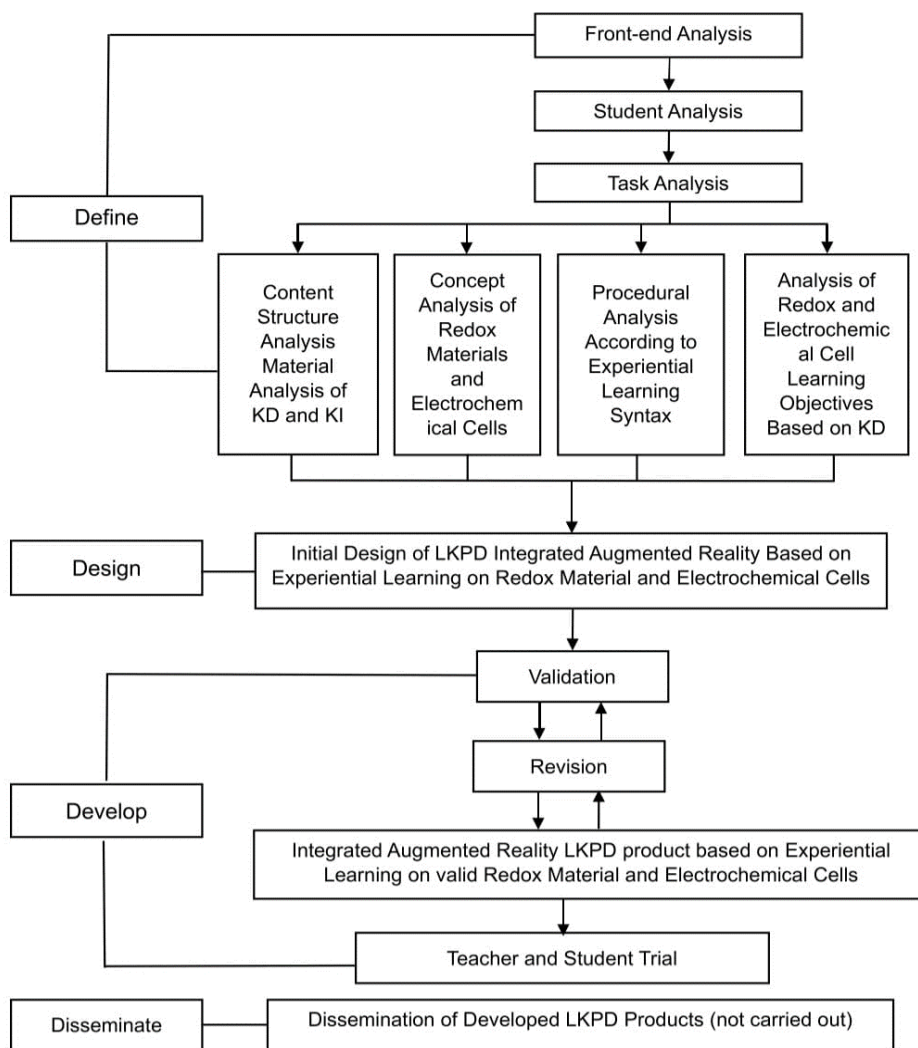 Front-end Analysis
Student Analysis
Task Analysis
Define
Content
Structure
Analysis
Material
Analysis of
KD and KI
Concept
Analysis of
Redox
Materials
and
Electrochem
ical Cells
Procedural
Analysis
According to
Experiential
Learning
Syntax
Analysis of
Redox and
Electrochemic
al Cell
Learning
Objectives
Based on KD
Design
Initial Design of LKPD Integrated Augmented Reality Based on
Experiential Learning on Redox Material and Electrochemical Cells
Validation
Revision
Develop
Integrated Augmented Reality LKPD product based on Experiential
Learning on valid Redox Material and Electrochemical Cells
Teacher and Student Trial
Disseminate
Dissemination of Developed LKPD Products (not carried out)